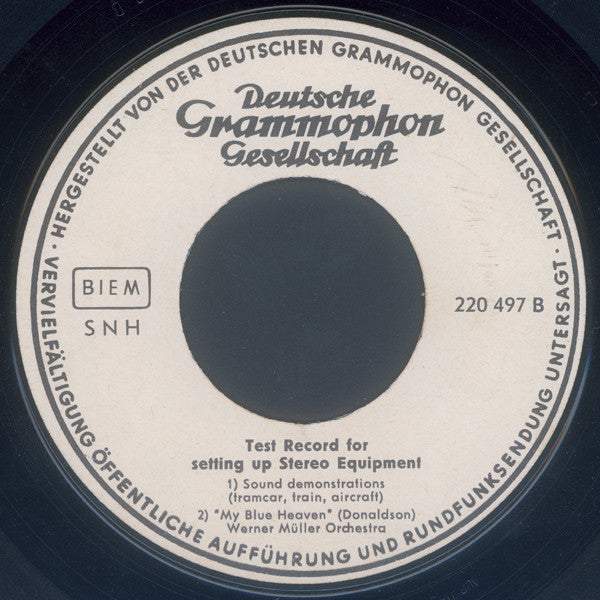 · HERGESTELLT VON DER DEUTSCHEN GRAMMOPHON GESELLSCHAFT ·
VERVIELFÄLTIGUNG ÖFFENTLICHE AUFFÜHRUNG UND RUNDFUNKSENDUNG UNTERSAGT
Deutsche
Grammophon
Gesellschaft
BIEM
SNH
220 497 B
Test Record for
setting up Stereo Equipment
1) Sound demonstrations
(tramcar, train, aircraft)
2) "My Blue Heaven" (Donaldson)
Werner Müller Orchestra